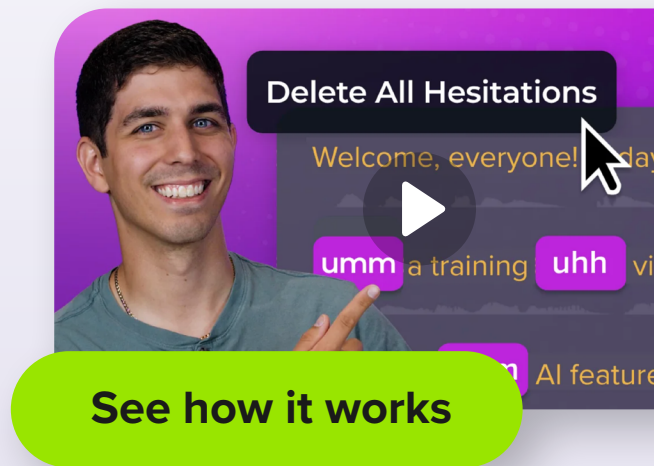 Delete All Hesitations
Welcome, everyone!
umm a training uhh
AI feature
See how it works